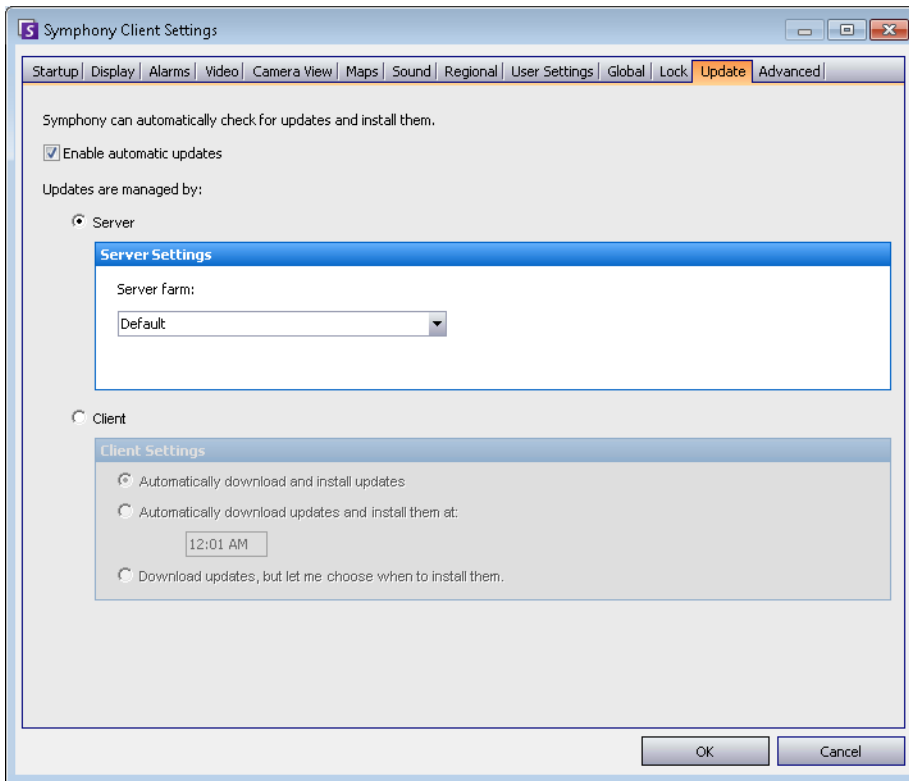 Symphony Client Settings
Startup Display Alarms Video Camera View Maps Sound Regional User Settings Global Lock Update Advanced
Symphony can automatically check for updates and install them.
Enable automatic updates
Updates are managed by:
Server
Server Settings
Server farm:
Default
Client
Client Settings
Automatically download and install updates
Automatically download updates and install them at:
12:01 AM
Download updates, but let me choose when to install them.
OK Cancel